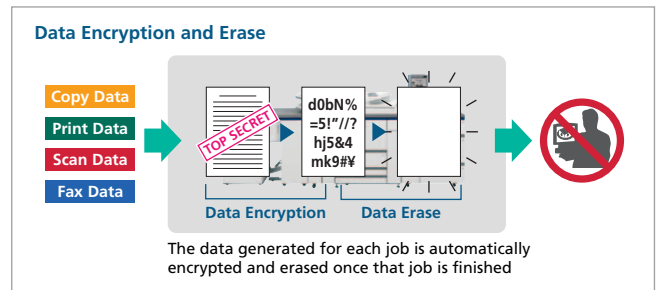 Data Encryption and Erase
Copy Data
Print Data
Scan Data
Fax Data
TOP SECRET
d0bN%
=5!”//?
hj5&4
mk9#¥
Data Encryption
Data Erase
The data generated for each job is automatically
encrypted and erased once that job is finished